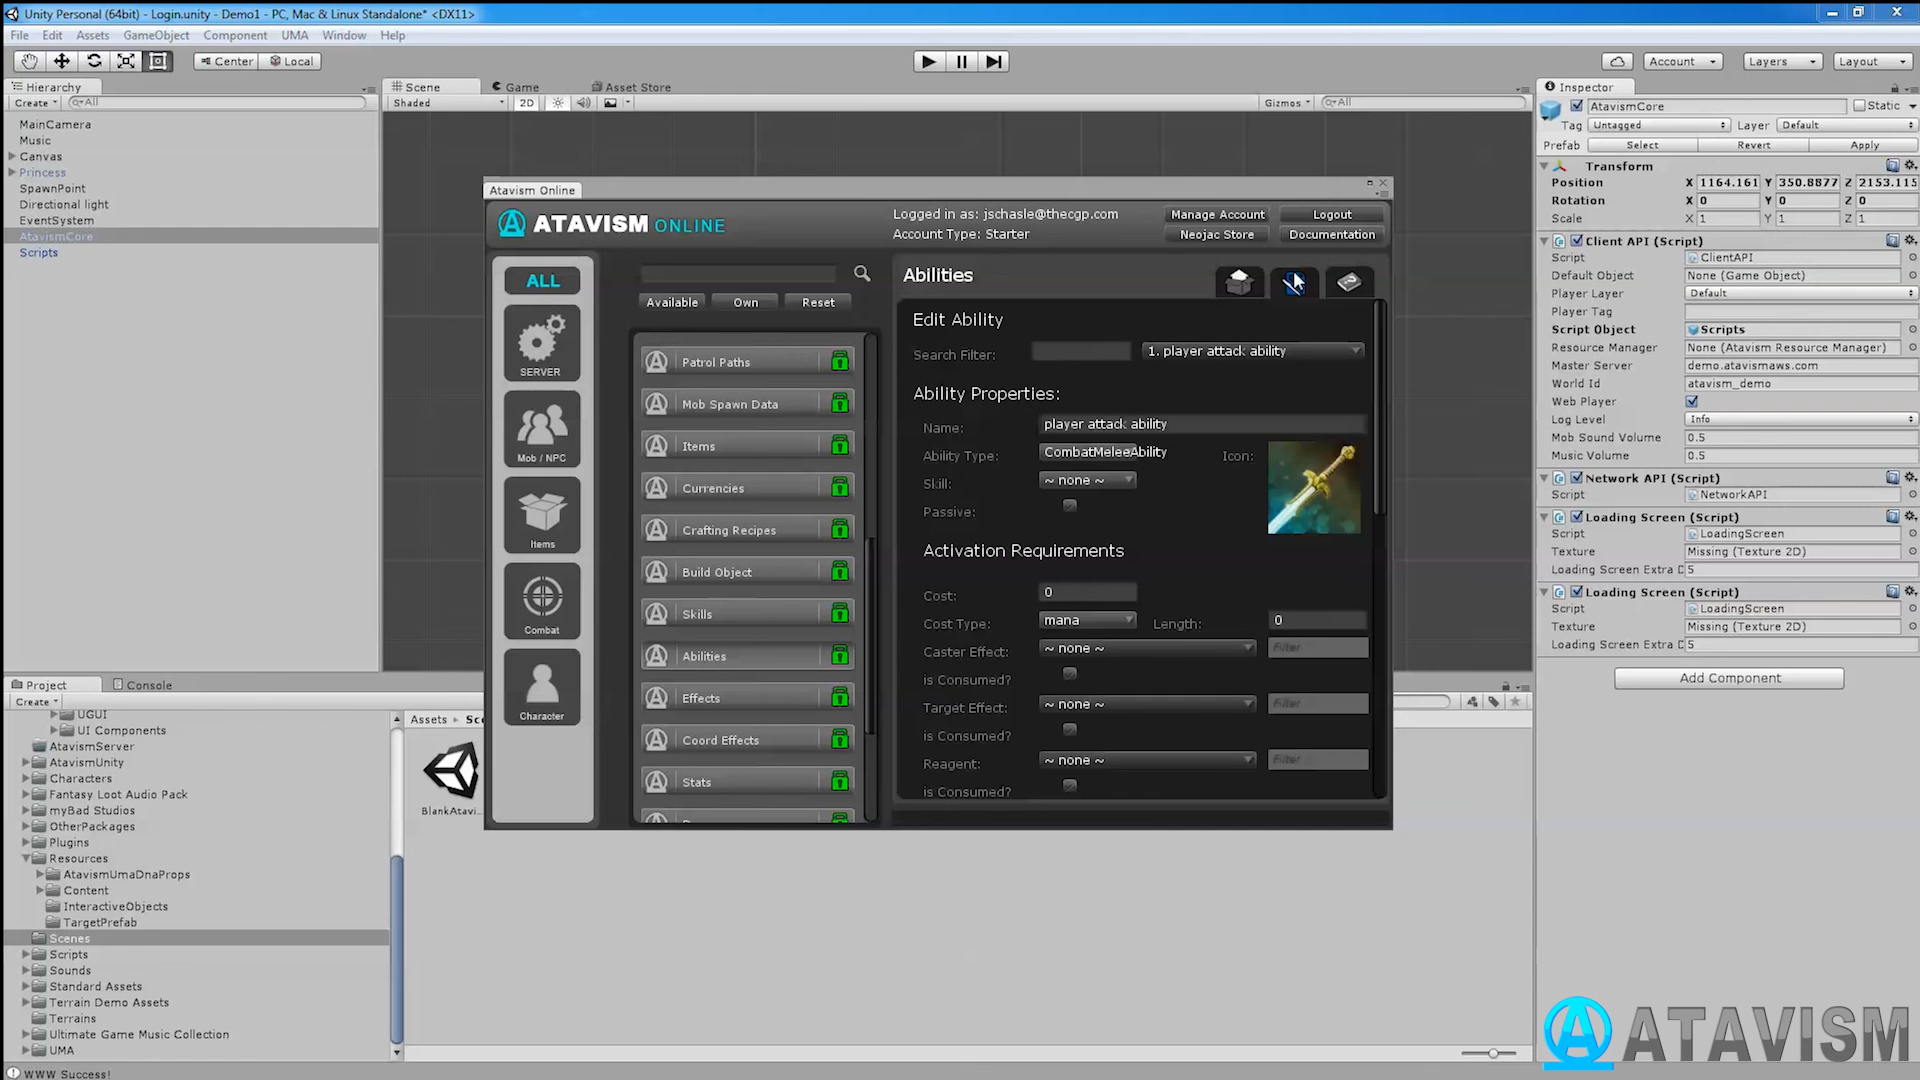 Unity Personal (64bit) - Login.unity - Demo1 - PC, Mac & Linux Standalone* <DX11>
File Edit Assets GameObject Component UMA Window Help
Center Local Account Layers Layout
Hierarchy
Create All
MainCamera
Music
Canvas
Princess
SpawnPoint
Directional light
EventSystem
AtavismCore
Scripts
Scene Game Asset Store
Shaded 2D Gizmos All
Atavism Online
ATAVISM ONLINE
Logged in as: jschasle@thecgp.com
Account Type: Starter
Manage Account Logout
Neojac Store Documentation
ALL
SERVER
Mob / NPC
Items
Combat
Character
Available Own Reset
Patrol Paths
Mob Spawn Data
Items
Currencies
Crafting Recipes
Build Object
Skills
Abilities
Effects
Coord Effects
Stats
Abilities
Edit Ability
Search Filter: 1. player attack ability
Ability Properties:
Name: player attack ability
Ability Type: CombatMeleeAbility Icon:
Skill: ~ none ~
Passive:
Activation Requirements
Cost: 0
Cost Type: mana Length: 0
Caster Effect: ~ none ~ Filter
is Consumed?
Target Effect: ~ none ~ Filter
is Consumed?
Reagent: ~ none ~ Filter
is Consumed?
Inspector
AtavismCore Static
Tag Untagged Layer Default
Prefab Select Revert Apply
Transform
Position X 1164.161 Y 350.8877 Z 2153.115
Rotation X 0 Y 0 Z 0
Scale X 1 Y 1 Z 1
Client API (Script)
Script ClientAPI
Default Object None (Game Object)
Player Layer Default
Player Tag
Script Object Scripts
Resource Manager None (Atavism Resource Manager)
Master Server demo.atavismaws.com
World Id atavism_demo
Web Player
Log Level Info
Mob Sound Volume 0.5
Music Volume 0.5
Network API (Script)
Script NetworkAPI
Loading Screen (Script)
Script LoadingScreen
Texture Missing (Texture 2D)
Loading Screen Extra D 5
Loading Screen (Script)
Script LoadingScreen
Texture Missing (Texture 2D)
Loading Screen Extra D 5
Add Component
Project Console
Create
UGUI
UI Components
AtavismServer
AtavismUnity
Characters
Fantasy Loot Audio Pack
myBad Studios
OtherPackages
Plugins
Resources
AtavismUmaDnaProps
Content
InteractiveObjects
TargetPrefab
Scenes
Scripts
Sounds
Standard Assets
Terrain Demo Assets
Terrains
Ultimate Game Music Collection
UMA
Assets Sce
BlankAtavi...
WWW Success!
ATAVISM